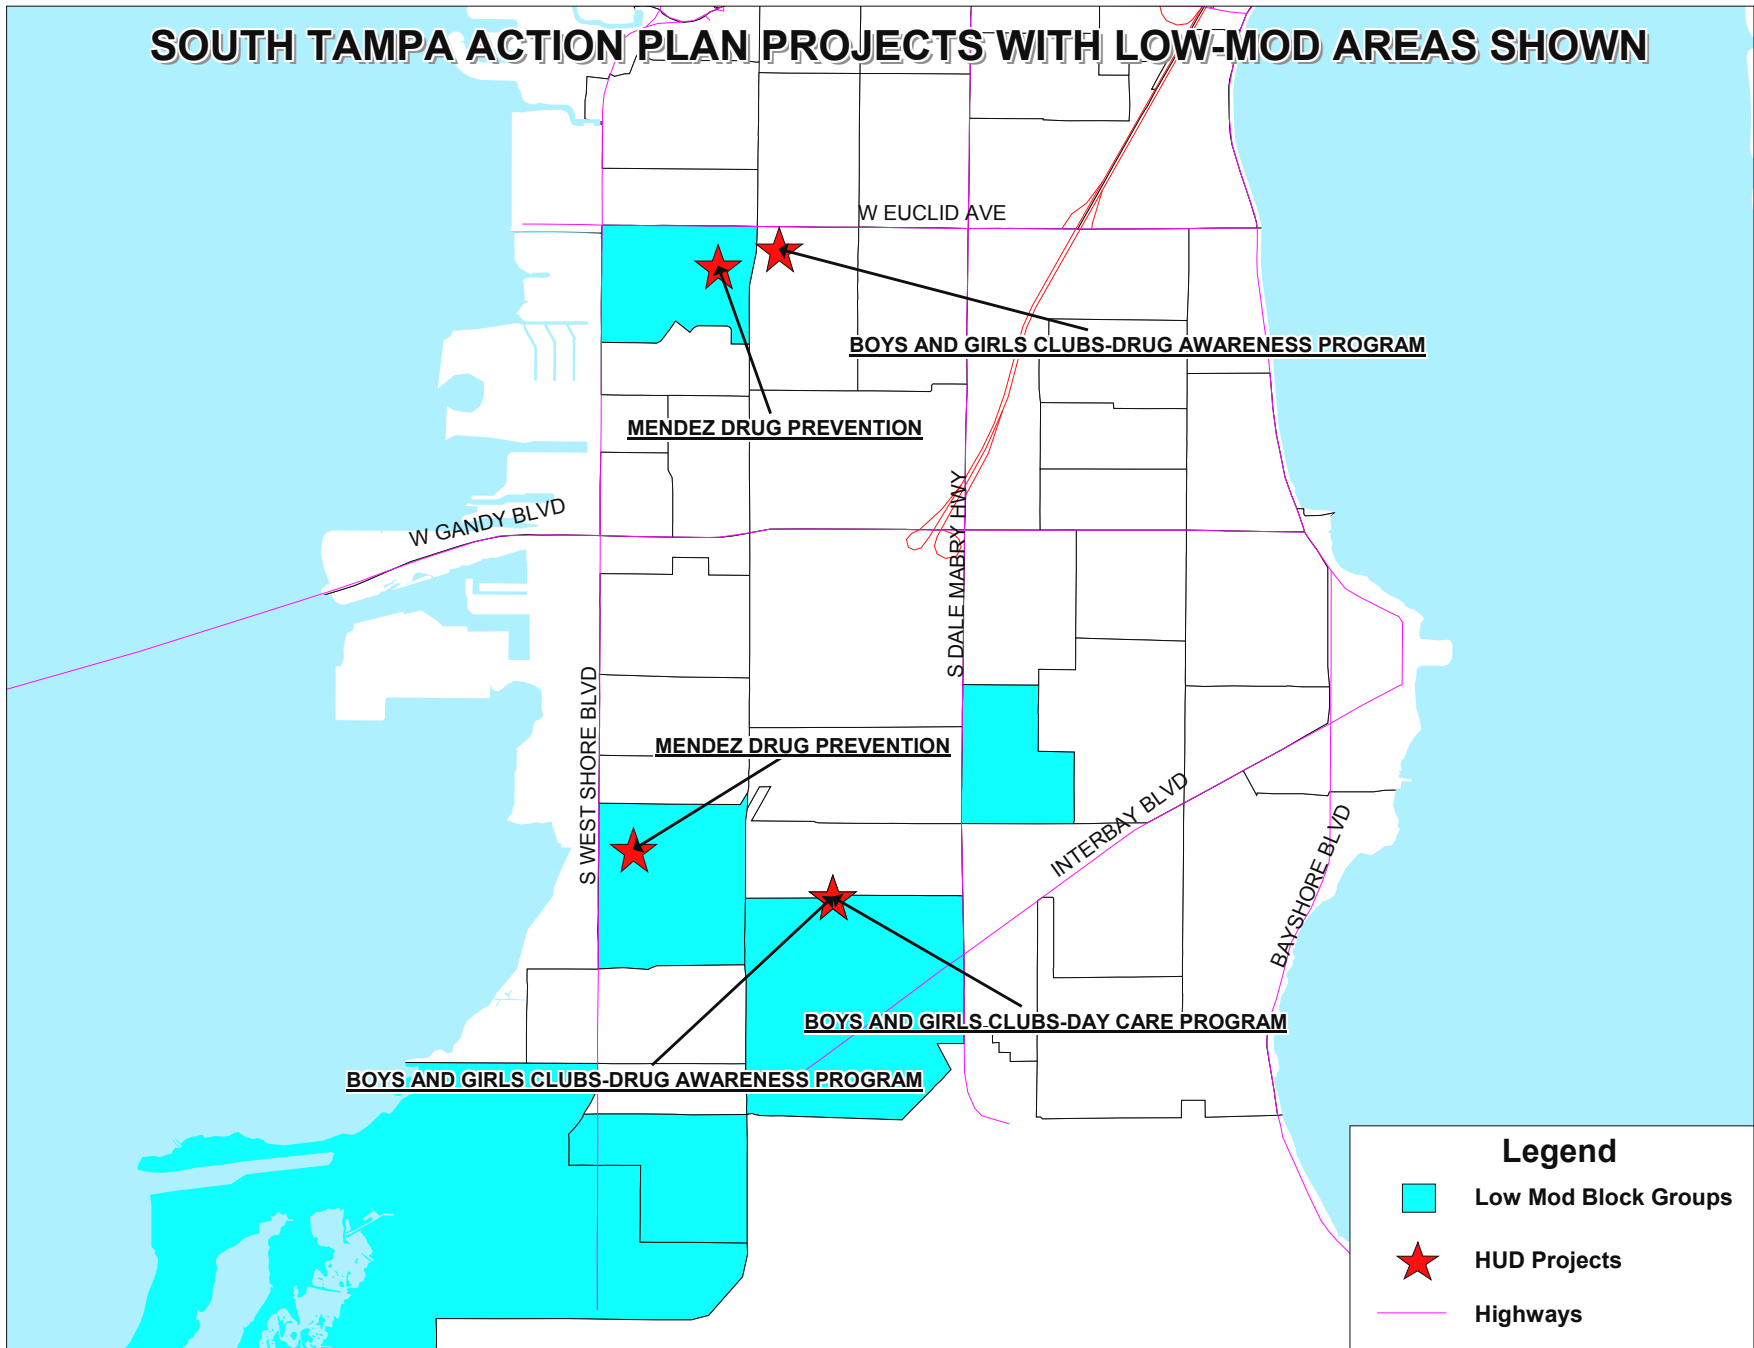 SOUTH TAMPA ACTION PLAN PROJECTS WITH LOW-MOD AREAS SHOWN
W EUCLID AVE
BOYS AND GIRLS CLUBS-DRUG AWARENESS PROGRAM
MENDEZ DRUG PREVENTION
W GANDY BLVD
S DALE MABRY HWY
S WEST SHORE BLVD
MENDEZ DRUG PREVENTION
INTERBAY BLVD
BAYSHORE BLVD
BOYS AND GIRLS CLUBS-DAY CARE PROGRAM
BOYS AND GIRLS CLUBS-DRUG AWARENESS PROGRAM
Legend
Low Mod Block Groups
HUD Projects
Highways